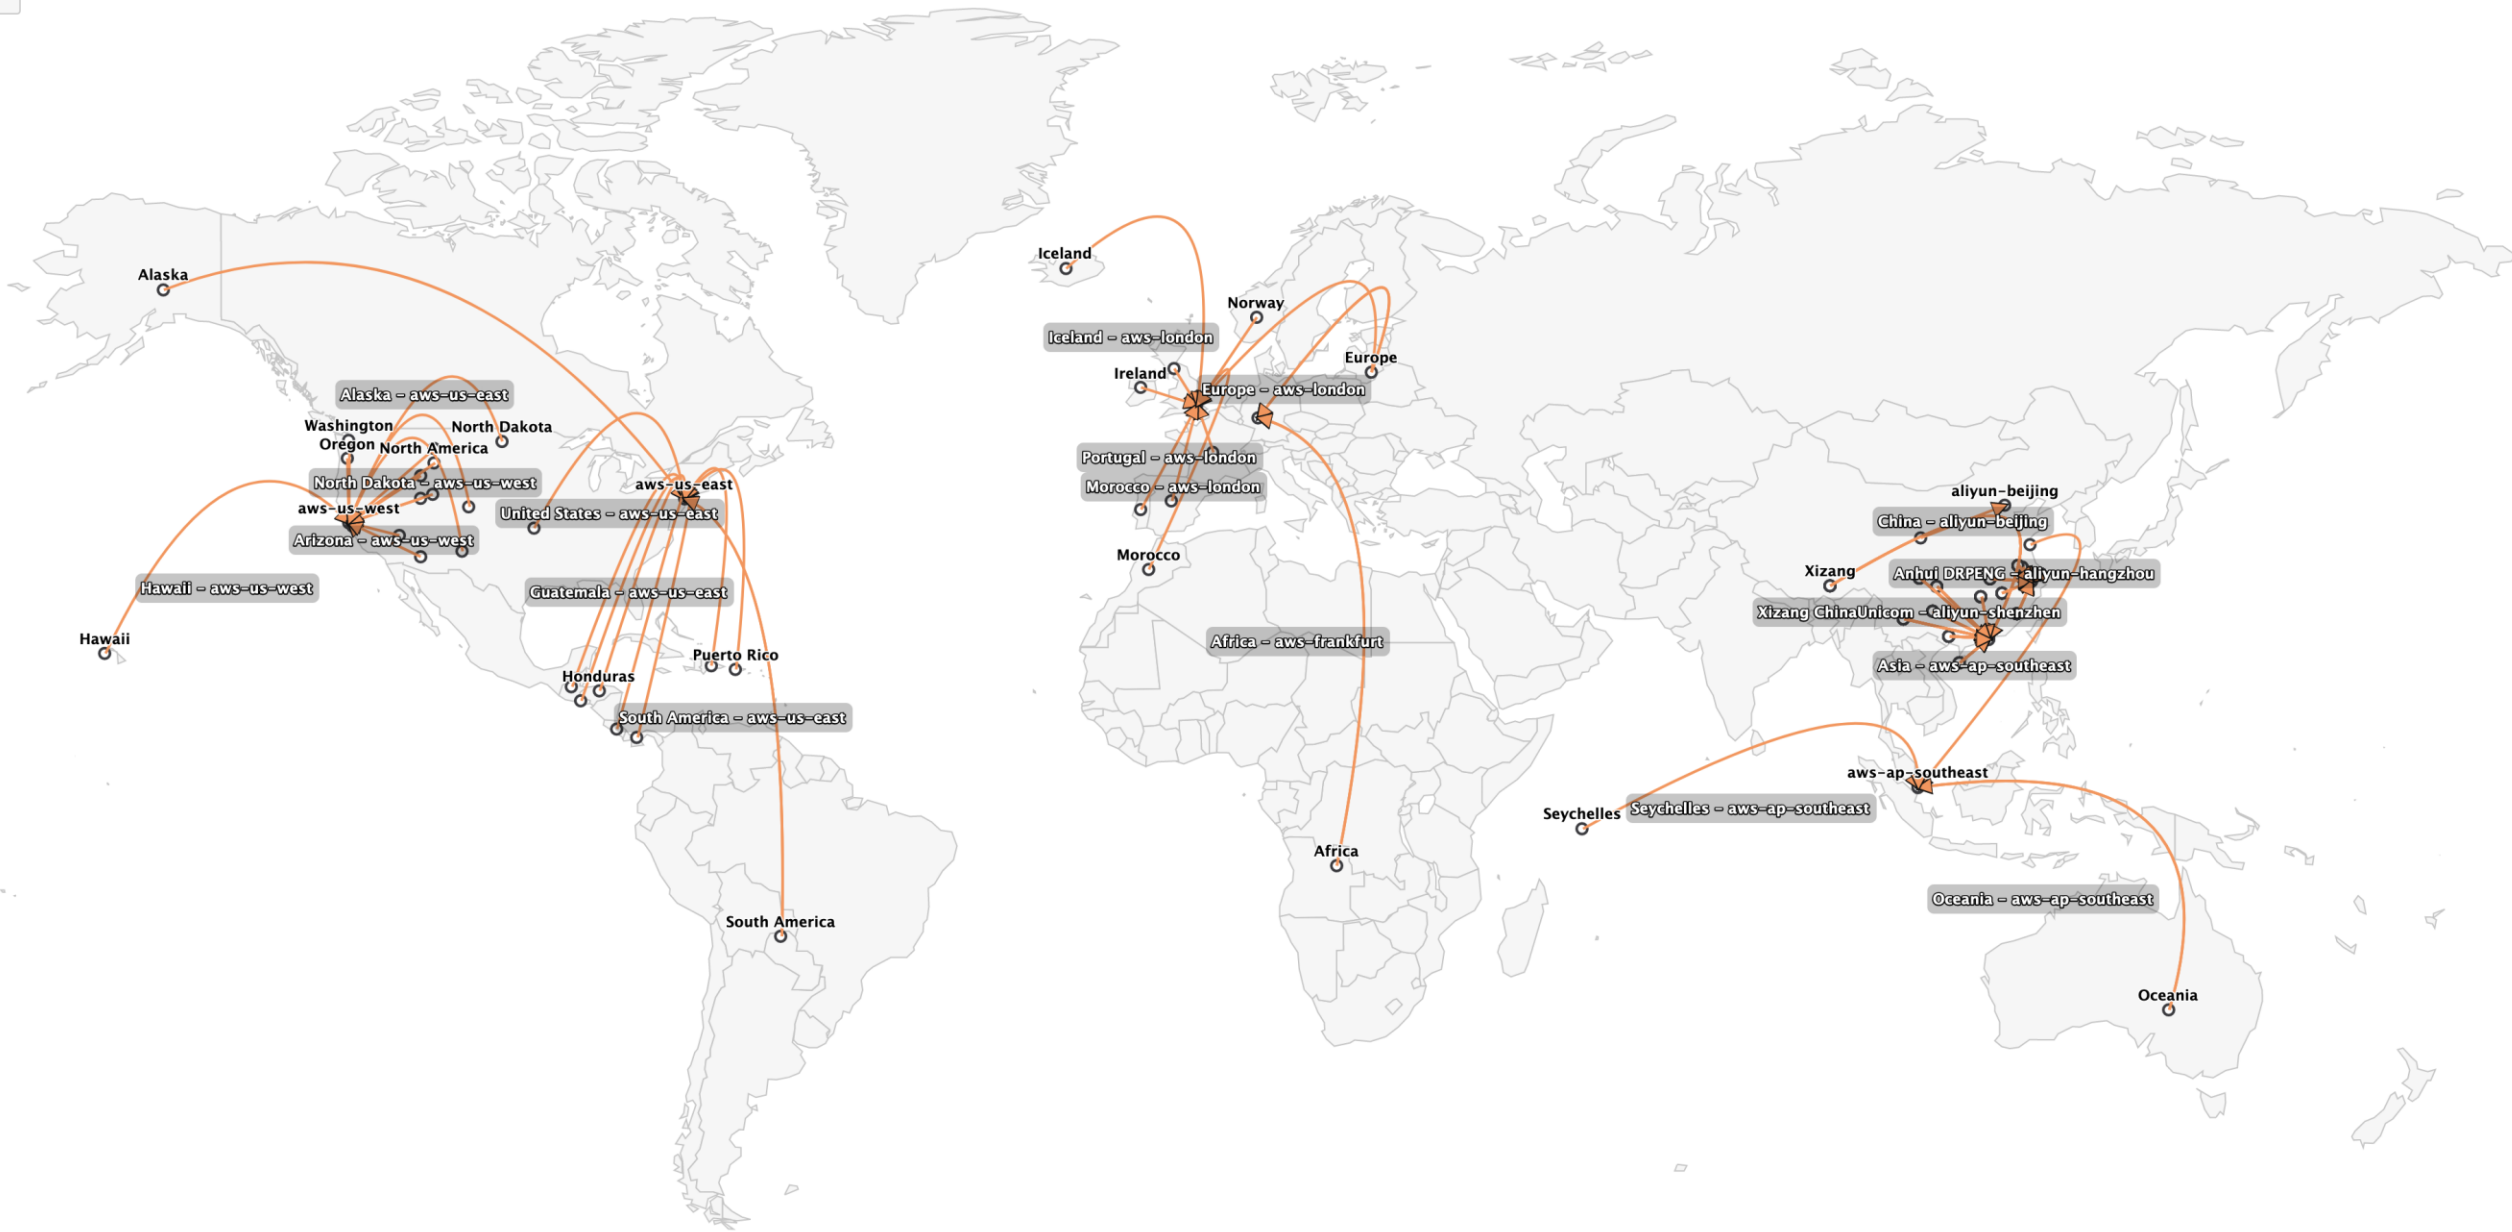 Iceland
Alaska
Norway
Iceland - aws-london
Europe
Ireland
Europe - aws-london
Alaska - aws-us-east
Washington
North Dakota
Oregon
North America
Portugal - aws-london
North Dakota - aws-us-west
aws-us-east
Morocco - aws-london
aliyun-beijing
aws-us-west
United States - aws-us-east
China - aliyun-beijing
Arizona - aws-us-west
Morocco
Xizang
Anhui DRPENG - aliyun-hangzhou
Hawaii - aws-us-west
Guatemala - aws-us-east
Xizang ChinaUnicom - aliyun-shenzhen
Hawaii
Africa - aws-frankfurt
Puerto Rico
Asia - aws-ap-southeast
Honduras
South America - aws-us-east
aws-ap-southeast
Seychelles
Seychelles - aws-ap-southeast
Africa
Oceania - aws-ap-southeast
South America
Oceania